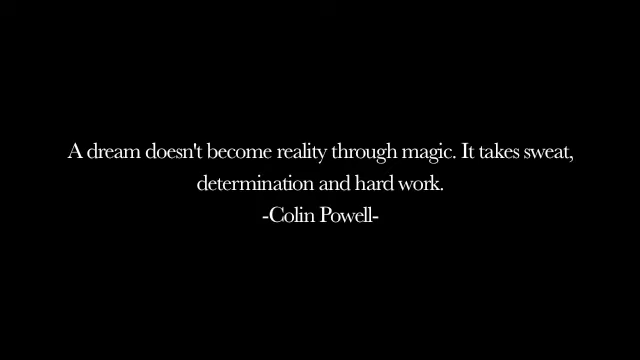 A dream doesn't become reality through magic. It takes sweat,
determination and hard work.
-Colin Powell-